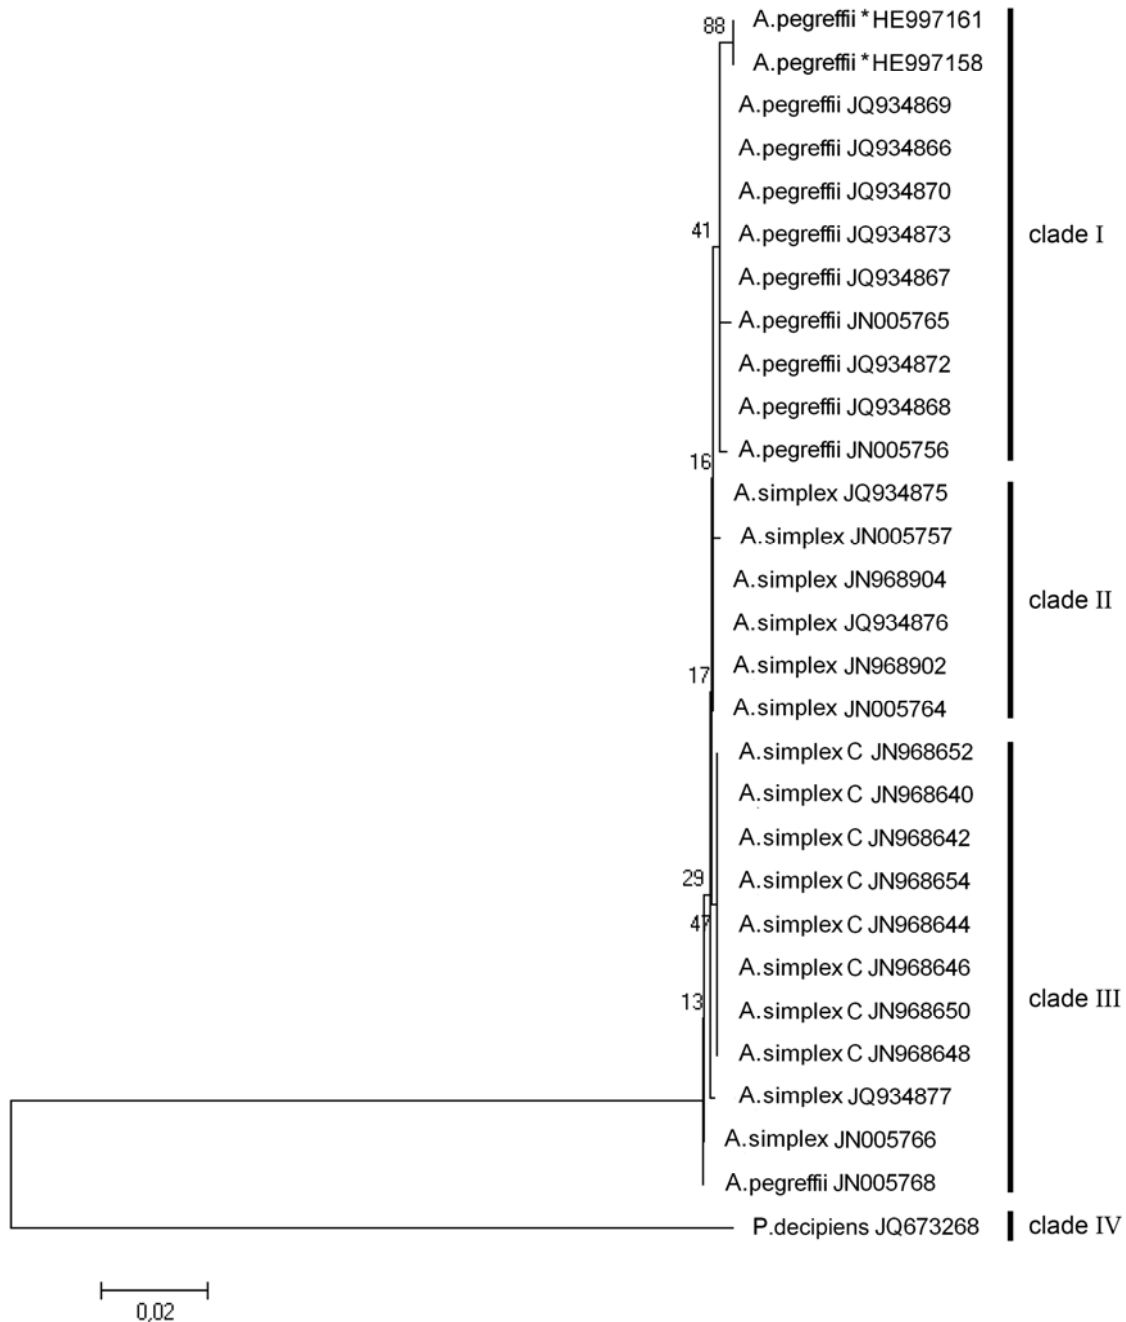 88
A.pegreffii * HE997161
A.pegreffii * HE997158
A.pegreffii JQ934869
A.pegreffii JQ934866
A.pegreffii JQ934870
41
A.pegreffii JQ934873
clade I
A.pegreffii JQ934867
A.pegreffii JN005765
A.pegreffii JQ934872
A.pegreffii JQ934868
A.pegreffii JN005756
16
A.simplex JQ934875
A.simplex JN005757
A.simplex JN968904
clade II
A.simplex JQ934876
A.simplex JN968902
17
A.simplex JN005764
A.simplex C JN968652
A.simplex C JN968640
A.simplex C JN968642
29
A.simplex C JN968654
47
A.simplex C JN968644
A.simplex C JN968646
13
A.simplex C JN968650
clade III
A.simplex C JN968648
A.simplex JQ934877
A.simplex JN005766
A.pegreffii JN005768
P.decipiens JQ673268
clade IV
0,02